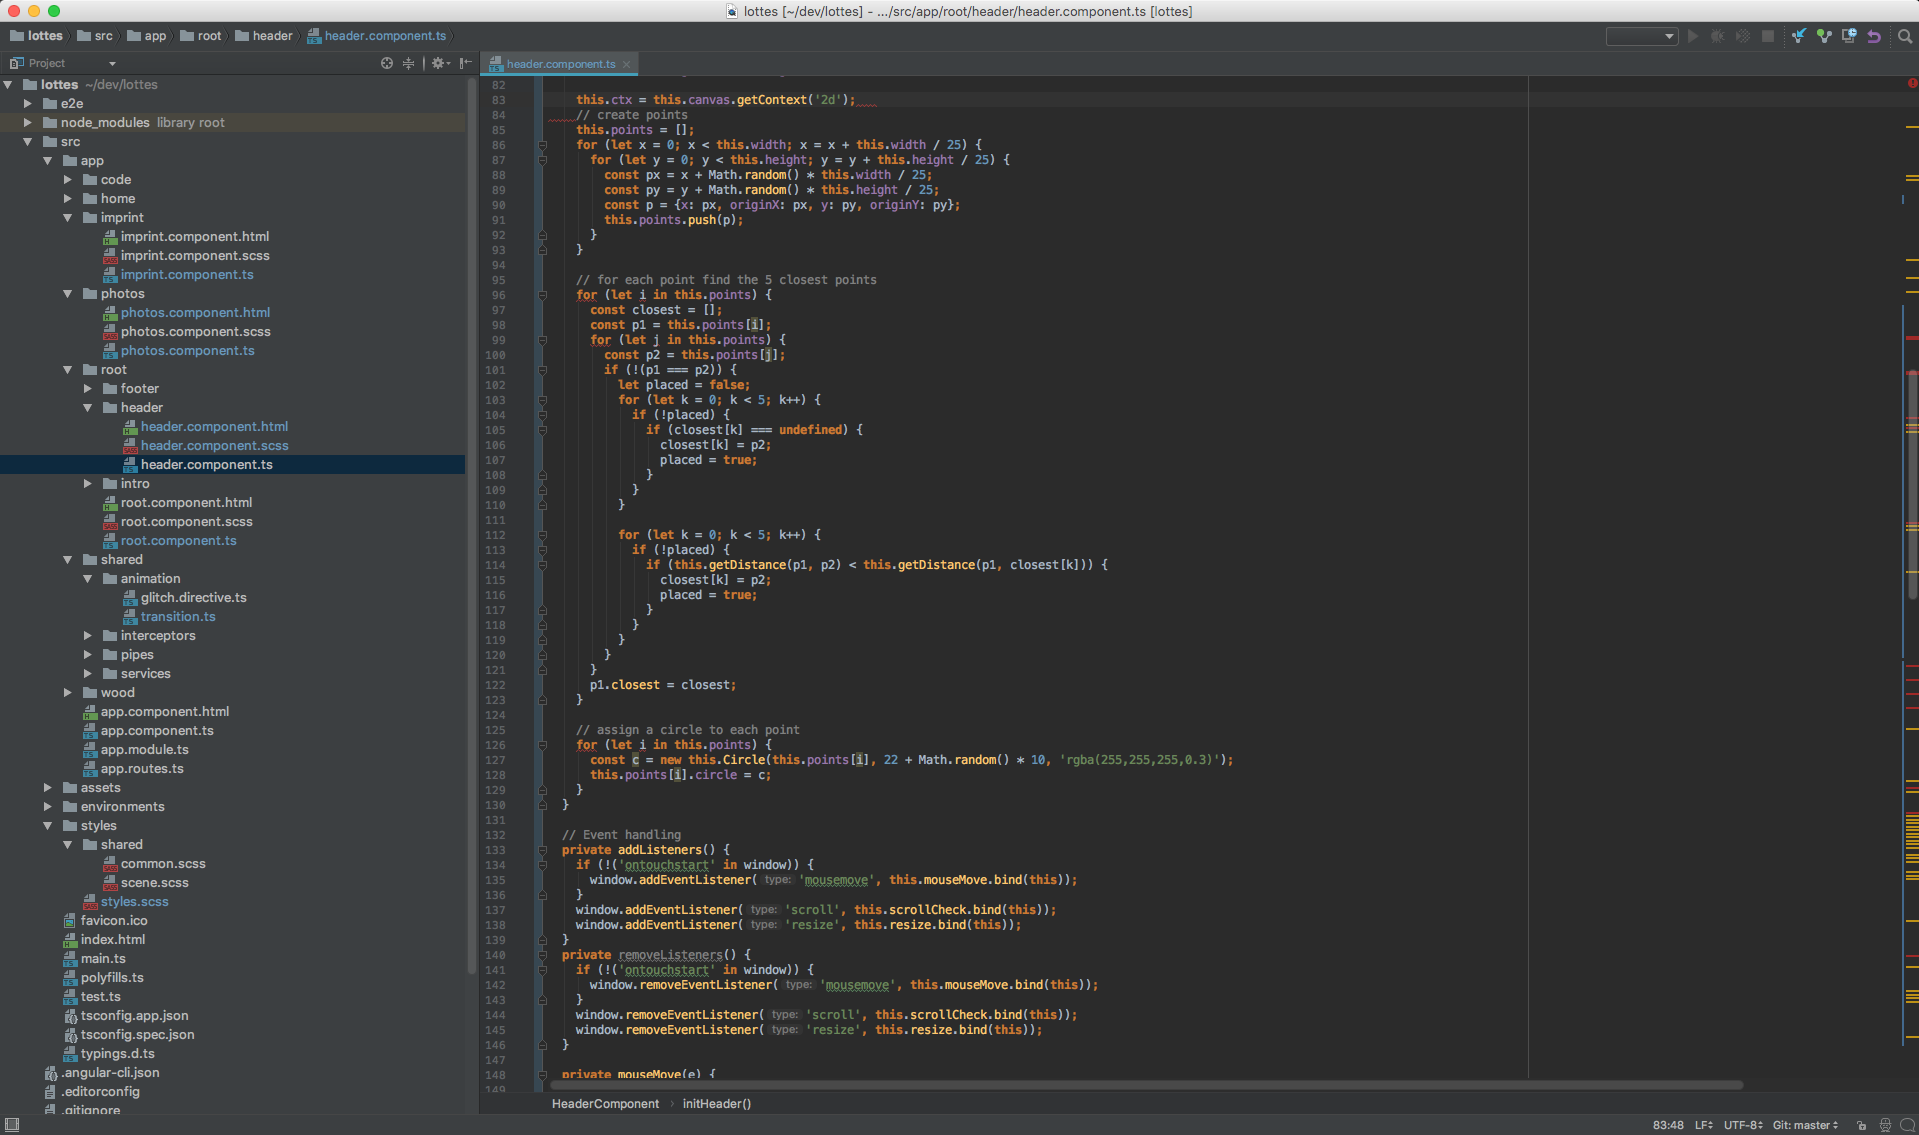 lottes [~/dev/lottes] - .../src/app/root/header/header.component.ts [lottes]
lottes src app root header header.component.ts
Project
header.component.ts
lottes ~/dev/lottes
e2e
node_modules library root
src
app
code
home
imprint
imprint.component.html
imprint.component.scss
imprint.component.ts
photos
photos.component.html
photos.component.scss
photos.component.ts
root
footer
header
header.component.html
header.component.scss
header.component.ts
intro
root.component.html
root.component.scss
root.component.ts
shared
animation
glitch.directive.ts
transition.ts
interceptors
pipes
services
wood
app.component.html
app.component.ts
app.module.ts
app.routes.ts
assets
environments
styles
shared
common.scss
scene.scss
styles.scss
favicon.ico
index.html
main.ts
polyfills.ts
test.ts
tsconfig.app.json
tsconfig.spec.json
typings.d.ts
.angular-cli.json
.editorconfig
.gitignore
82
83 this.ctx = this.canvas.getContext('2d');
84 // create points
85 this.points = [];
86 for (let x = 0; x < this.width; x = x + this.width / 25) {
87 for (let y = 0; y < this.height; y = y + this.height / 25) {
88 const px = x + Math.random() * this.width / 25;
89 const py = y + Math.random() * this.height / 25;
90 const p = {x: px, originX: px, y: py, originY: py};
91 this.points.push(p);
92 }
93 }
94
95 // for each point find the 5 closest points
96 for (let i in this.points) {
97 const closest = [];
98 const p1 = this.points[i];
99 for (let j in this.points) {
100 const p2 = this.points[j];
101 if (!(p1 === p2)) {
102 let placed = false;
103 for (let k = 0; k < 5; k++) {
104 if (!placed) {
105 if (closest[k] === undefined) {
106 closest[k] = p2;
107 placed = true;
108 }
109 }
110 }
111
112 for (let k = 0; k < 5; k++) {
113 if (!placed) {
114 if (this.getDistance(p1, p2) < this.getDistance(p1, closest[k])) {
115 closest[k] = p2;
116 placed = true;
117 }
118 }
119 }
120 }
121 }
122 p1.closest = closest;
123 }
124
125 // assign a circle to each point
126 for (let i in this.points) {
127 const c = new this.Circle(this.points[i], 22 + Math.random() * 10, 'rgba(255,255,255,0.3)');
128 this.points[i].circle = c;
129 }
130 }
131
132 // Event handling
133 private addListeners() {
134 if (!('ontouchstart' in window)) {
135 window.addEventListener( type: 'mousemove', this.mouseMove.bind(this));
136 }
137 window.addEventListener( type: 'scroll', this.scrollCheck.bind(this));
138 window.addEventListener( type: 'resize', this.resize.bind(this));
139 }
140 private removeListeners() {
141 if (!('ontouchstart' in window)) {
142 window.removeEventListener( type: 'mousemove', this.mouseMove.bind(this));
143 }
144 window.removeEventListener( type: 'scroll', this.scrollCheck.bind(this));
145 window.removeEventListener( type: 'resize', this.resize.bind(this));
146 }
147
148 private mouseMove(e) {
149
HeaderComponent initHeader()
83:48 LF UTF-8 Git: master